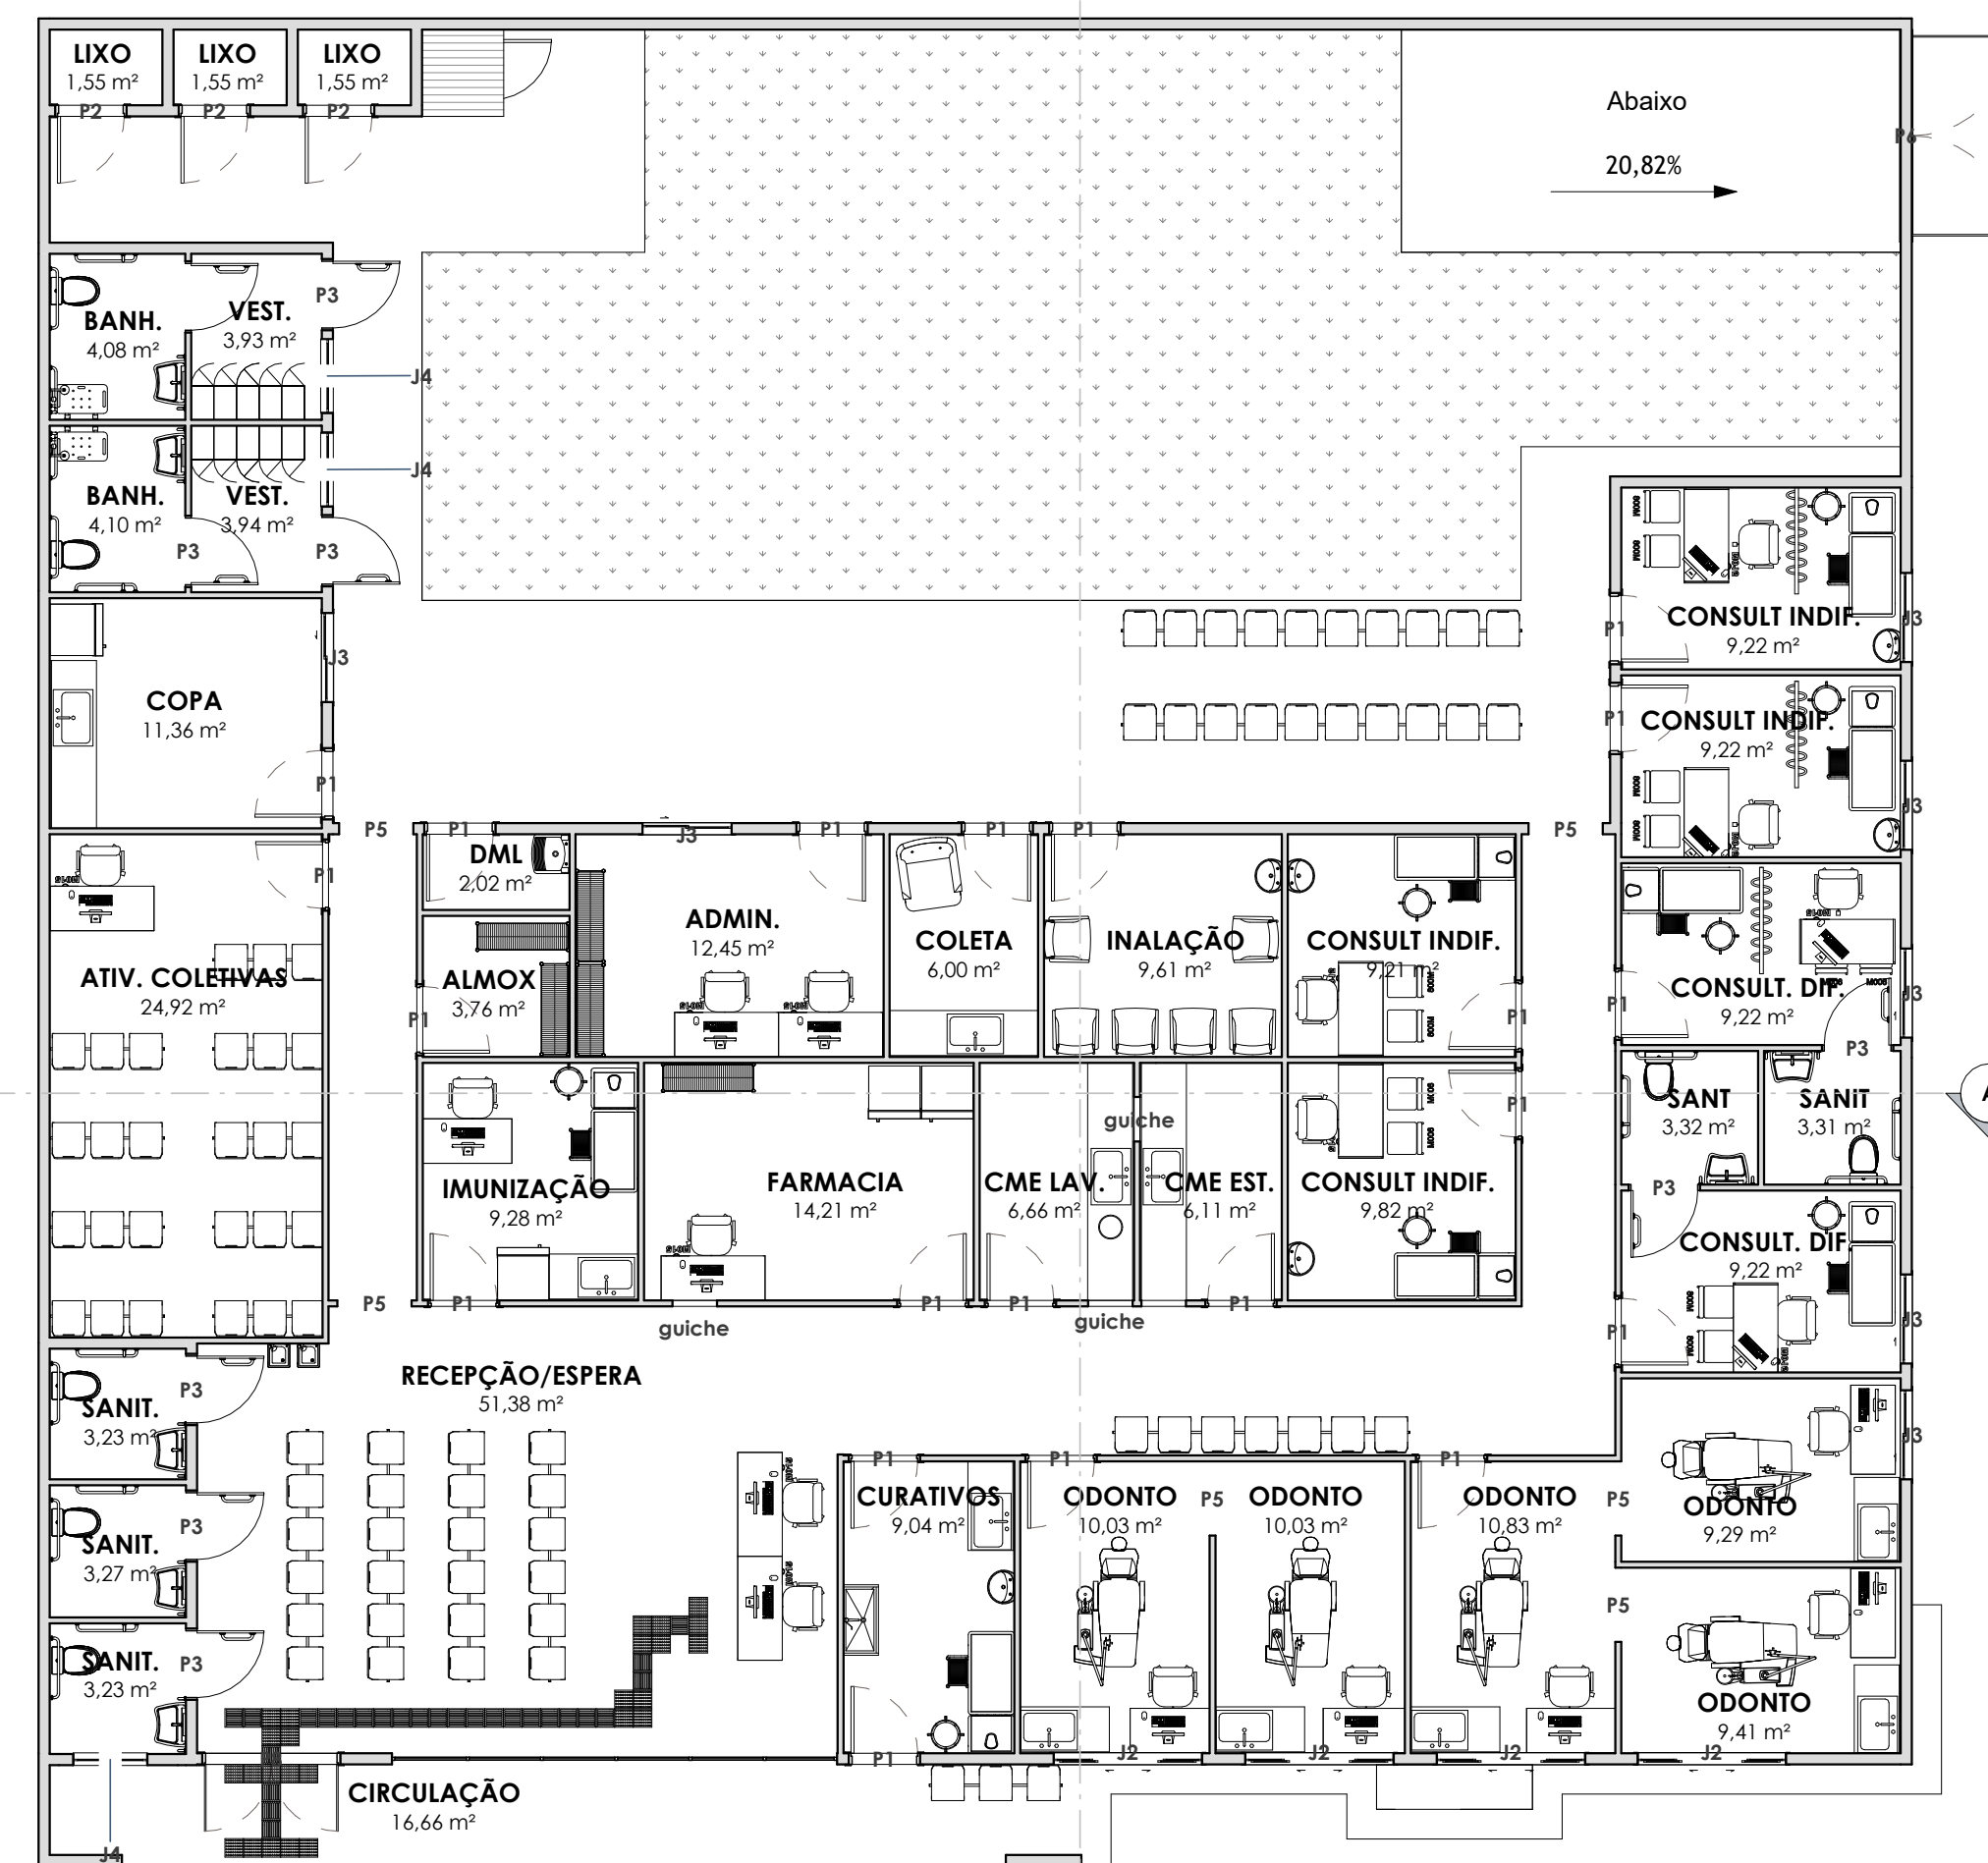 LIXO
1,55 m²
P2
LIXO
1,55 m²
P2
LIXO
1,55 m²
P2
Abaixo
20,82%
P6
BANH.
4,08 m²
VEST.
3,93 m²
P3
J4
BANH.
4,10 m²
VEST.
3,94 m²
P3
P3
J4
COPA
11,36 m²
J3
P1
CONSULT INDIF.
9,22 m²
P1
J3
CONSULT INDIF.
9,22 m²
P1
J3
P5
P1
J3
P1
P1
P1
P5
DML
2,02 m²
ATIV. COLETIVAS
24,92 m²
P1
ALMOX
3,76 m²
P1
ADMIN.
12,45 m²
COLETA
6,00 m²
INALAÇÃO
9,61 m²
CONSULT INDIF.
9,21 m²
P1
CONSULT. DIF.
9,22 m²
P1
J3
P3
SANT
3,32 m²
SANiT
3,31 m²
P3
A
IMUNIZAÇÃO
9,28 m²
FARMACIA
14,21 m²
CME LAV.
6,66 m²
guiche
CME EST.
6,11 m²
CONSULT INDIF.
9,82 m²
P1
CONSULT. DIF
9,22 m²
P1
J3
P5
P1
guiche
P1
P1
guiche
P1
RECEPÇÃO/ESPERA
51,38 m²
SANIT.
3,23 m²
P3
SANIT.
3,27 m²
P3
SANIT.
3,23 m²
P3
P1
CURATIVOS
9,04 m²
P1
P1
ODONTO
10,03 m²
P5
ODONTO
10,03 m²
P1
ODONTO
10,83 m²
P5
ODONTO
9,29 m²
J3
P5
ODONTO
9,41 m²
J2
J2
J2
J2
CIRCULAÇÃO
16,66 m²
J4